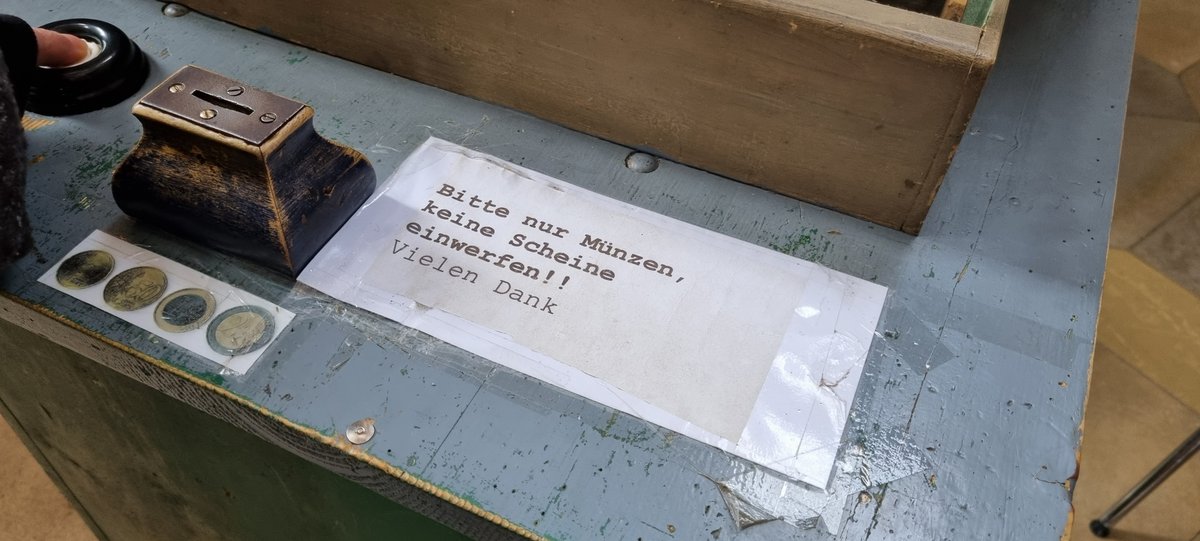 Bitte nur Münzen,
keine Scheine
einwerfen!!
Vielen Dank